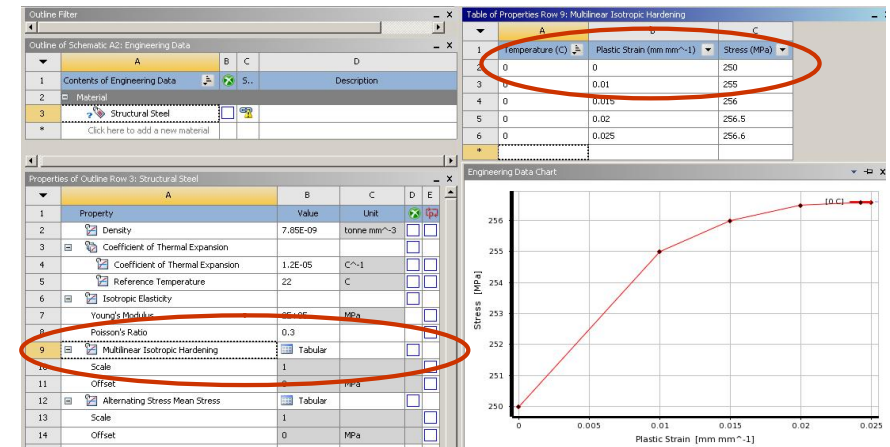 Outline Filter
Outline of Schematic A2: Engineering Data
A B C D
1 Contents of Engineering Data S.. Description
2 Material
3 ? Structural Steel
* Click here to add a new material
Properties of Outline Row 3: Structural Steel
A B C D E
1 Property Value Unit
2 Density 7.85E-09 tonne mm^-3
3 Coefficient of Thermal Expansion
4 Coefficient of Thermal Expansion 1.2E-05 C^-1
5 Reference Temperature 22 C
6 Isotropic Elasticity
7 Young's Modulus MPa
8 Poisson's Ratio 0.3
9 Multilinear Isotropic Hardening Tabular
10 Scale 1
11 Offset MPa
12 Alternating Stress Mean Stress Tabular
13 Scale 1
14 Offset 0 MPa
Table of Properties Row 9: Multilinear Isotropic Hardening
A B C
1 Temperature (C) Plastic Strain (mm mm^-1) Stress (MPa)
2 0 0 250
3 0 0.01 255
4 0 0.015 256
5 0 0.02 256.5
6 0 0.025 256.6
*
Engineering Data Chart
[0 C]
256
255
254
253
252
251
250
Stress [MPa]
0 0.005 0.01 0.015 0.02 0.025
Plastic Strain [mm mm^-1]